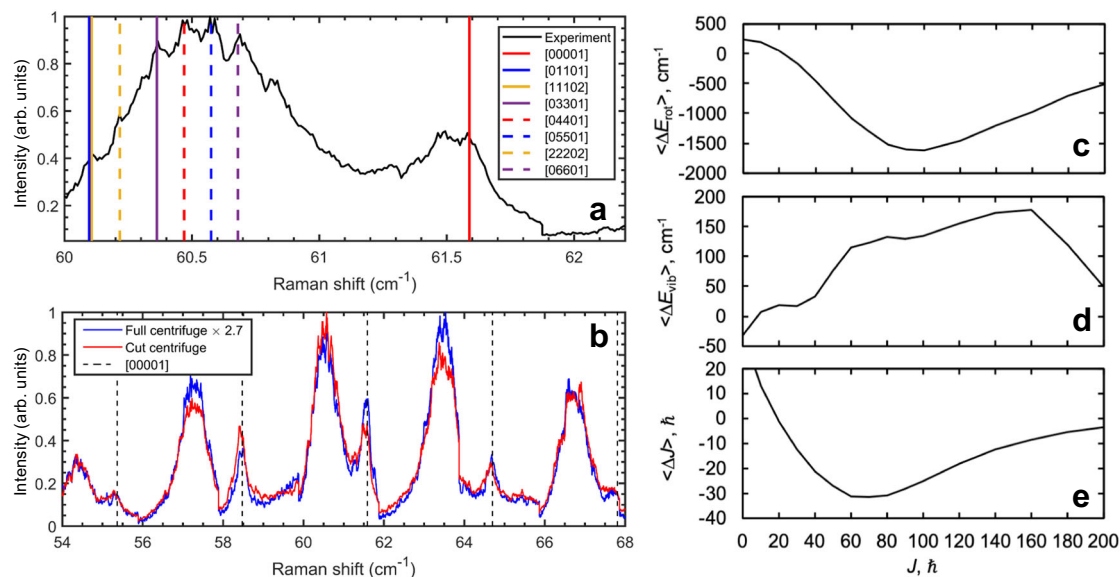 Intensity (arb. units)
1
0.8
0.6
0.4
0.2
Experiment
[00001]
[01101]
[11102]
[03301]
[04401]
[05501]
[22202]
[06601]
a
60 60.5 61 61.5 62
Raman shift (cm-1)
Intensity (arb. units)
1
0.8
0.6
0.4
0.2
0
Full centrifuge × 2.7
Cut centrifuge
[00001]
b
54 56 58 60 62 64 66 68
Raman shift (cm-1)
<ΔErot>, cm-1
500
0
-500
-1000
-1500
-2000
c
<ΔEvib>, cm-1
200
150
100
50
0
-50
d
<ΔJ>, ħ
20
10
0
-10
-20
-30
-40
e
0 20 40 60 80 100 120 140 160 180 200
J, ħ